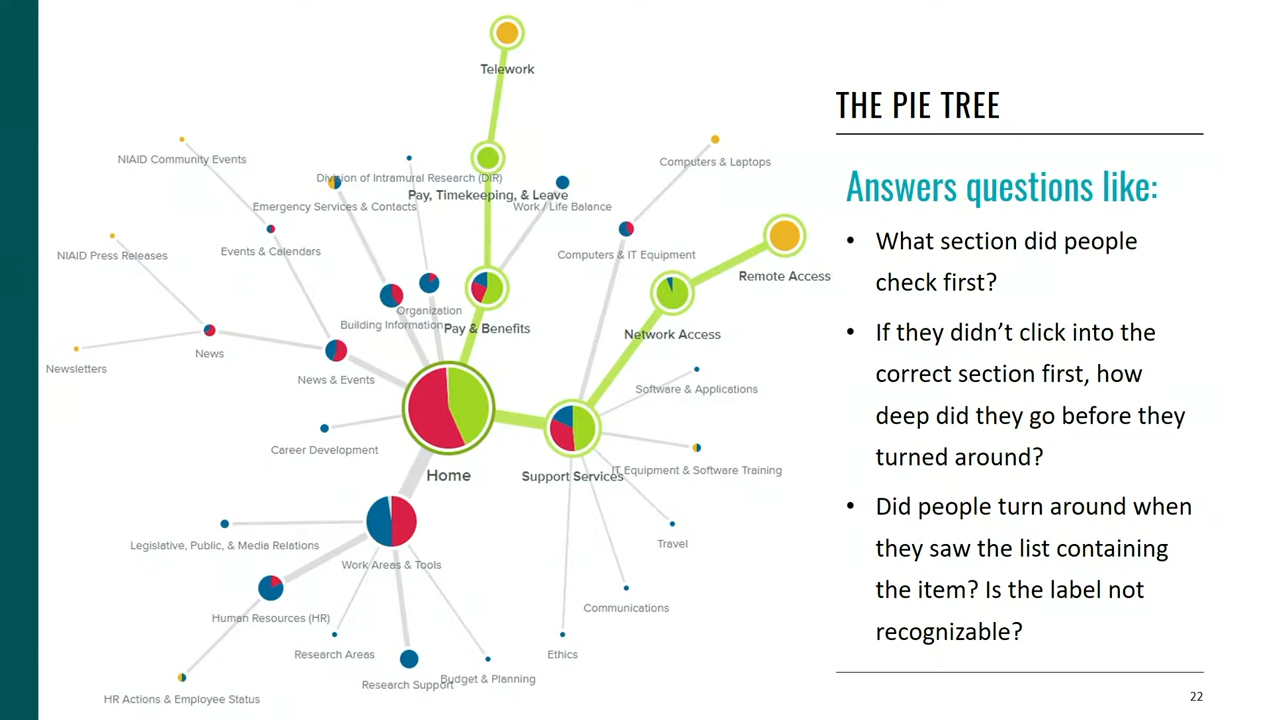 Telework
NIAID Community Events
Computers & Laptops
Division of Intramural Research (DIR)
Pay, Timekeeping, & Leave
Emergency Services & Contacts
Work / Life Balance
NIAID Press Releases
Events & Calendars
Computers & IT Equipment
Remote Access
Organization
Building Information
Pay & Benefits
Network Access
News
Newsletters
News & Events
Software & Applications
Career Development
Home
Support Services
IT Equipment & Software Training
Legislative, Public, & Media Relations
Work Areas & Tools
Travel
Human Resources (HR)
Communications
Research Areas
Ethics
Research Support
Budget & Planning
HR Actions & Employee Status
THE PIE TREE
Answers questions like:
• What section did people
check first?
• If they didn’t click into the
correct section first, how
deep did they go before they
turned around?
• Did people turn around when
they saw the list containing
the item? Is the label not
recognizable?
22